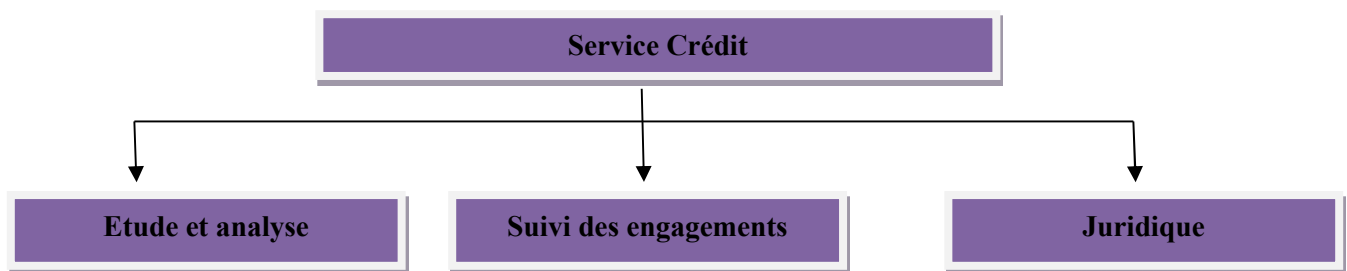 Service Crédit
Etude et analyse
Suivi des engagements
Juridique